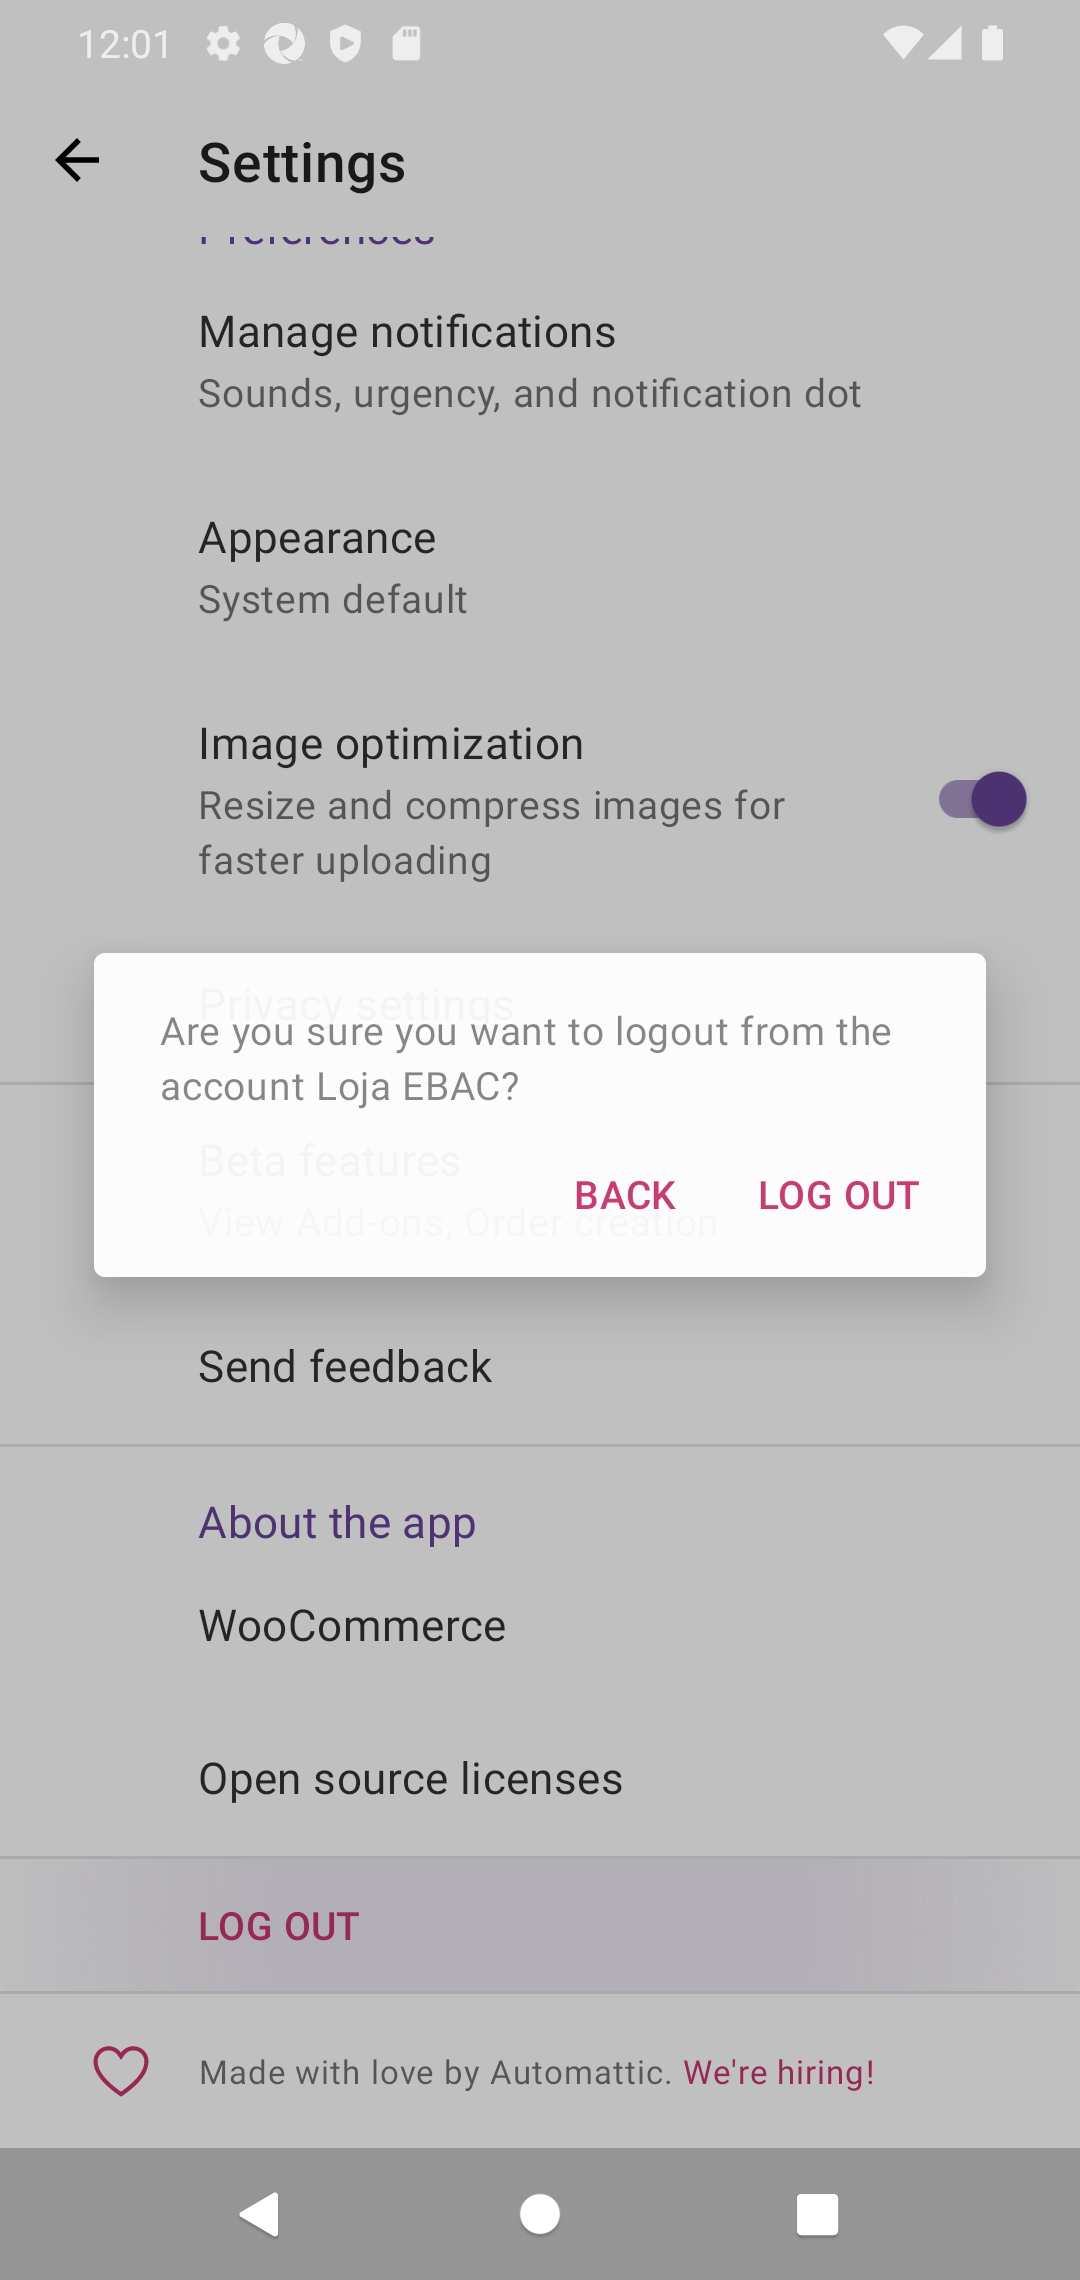 12:01
Settings
Preferences
Manage notifications
Sounds, urgency, and notification dot
Appearance
System default
Image optimization
Resize and compress images for
faster uploading
Privacy settings
Are you sure you want to logout from the
account Loja EBAC?
Beta features
BACK LOG OUT
View Add-ons, Order creation
Send feedback
About the app
WooCommerce
Open source licenses
LOG OUT
Made with love by Automattic. We're hiring!